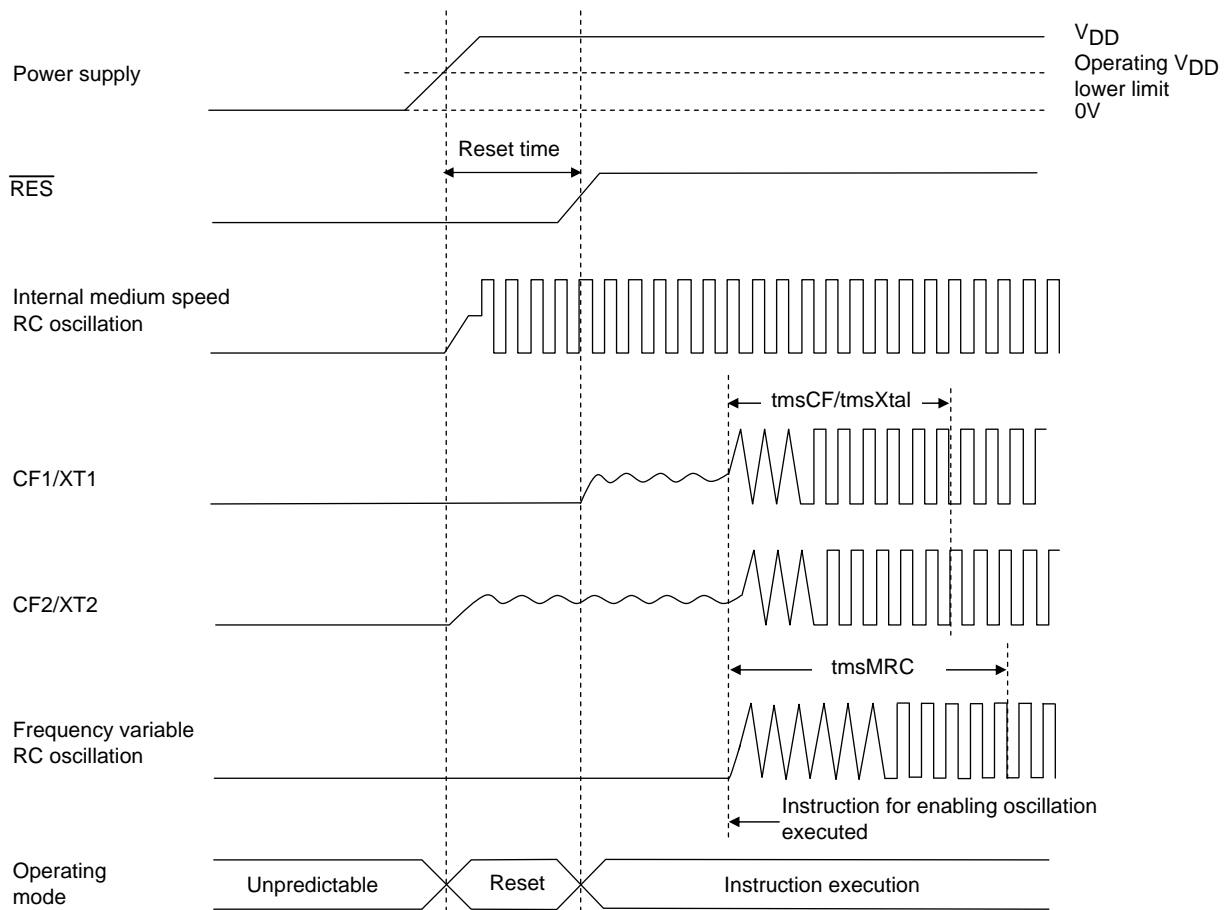 Power supply
VDD
Operating VDD
lower limit
0V
Reset time
RES
Internal medium speed
RC oscillation
tmsCF/tmsXtal
CF1/XT1
CF2/XT2
tmsMRC
Frequency variable
RC oscillation
Instruction for enabling oscillation
executed
Operating
mode
Unpredictable
Reset
Instruction execution